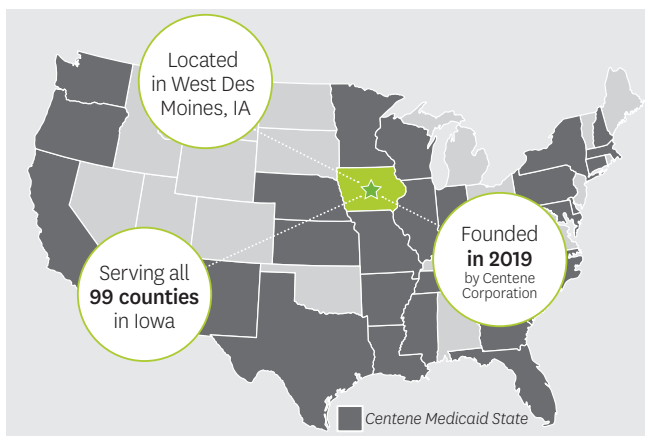 Located
in West Des
Moines, IA
Serving all
99 counties
in Iowa
Founded
in 2019
by Centene
Corporation
Centene Medicaid State